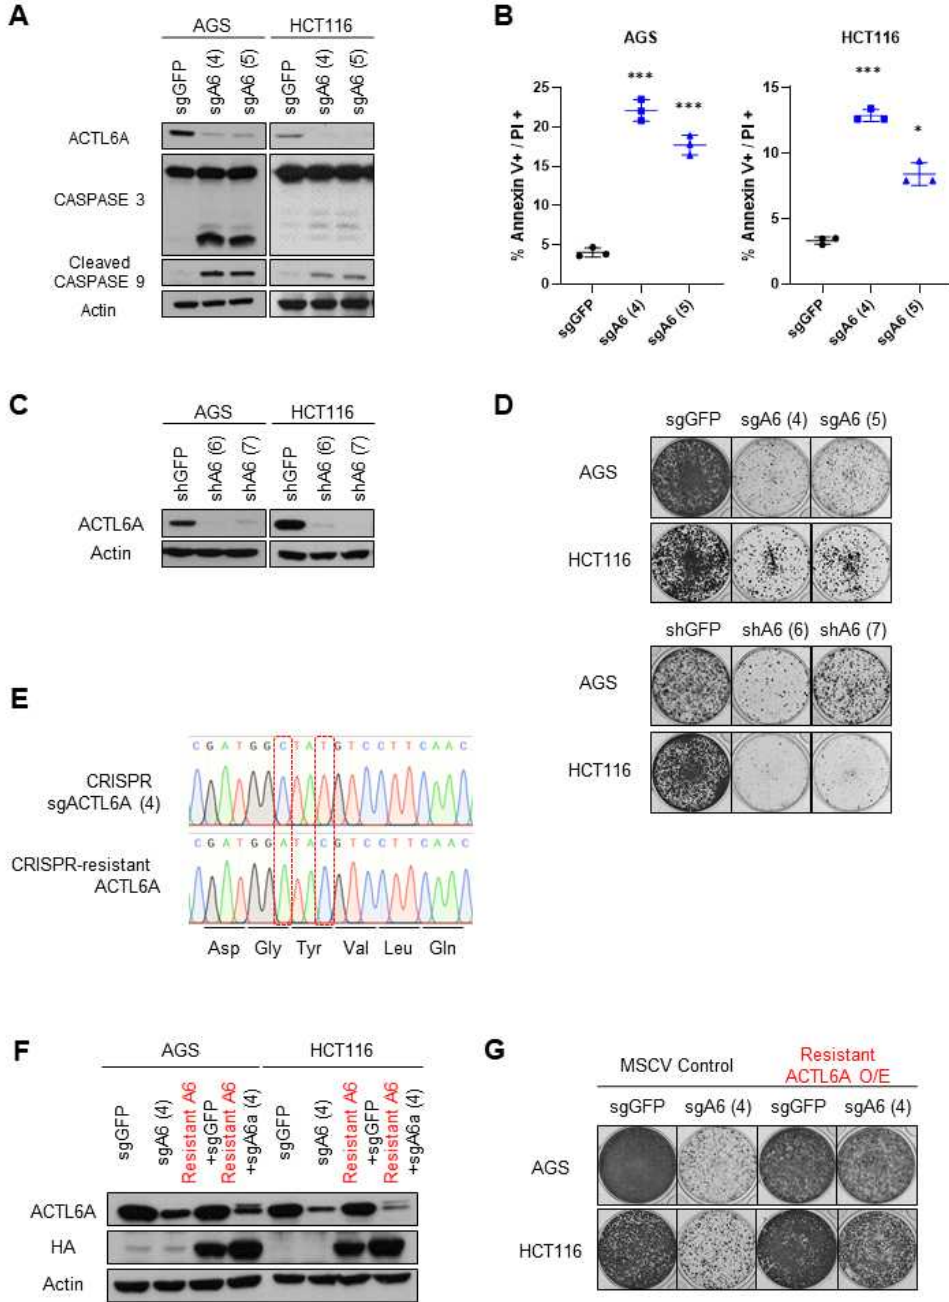 A
AGS
HCT116
sgGFP
sgA6 (4)
sgA6 (5)
sgGFP
sgA6 (4)
sgA6 (5)
ACTL6A
CASPASE 3
Cleaved
CASPASE 9
Actin
B
AGS
% Annexin V+ / PI +
25
20
15
10
5
0
***
***
sgGFP
sgA6 (4)
sgA6 (5)
HCT116
% Annexin V+ / PI +
15
10
5
0
***
*
sgGFP
sgA6 (4)
sgA6 (5)
C
AGS
HCT116
shGFP
shA6 (6)
shA6 (7)
shGFP
shA6 (6)
shA6 (7)
ACTL6A
Actin
D
sgGFP sgA6 (4) sgA6 (5)
AGS
HCT116
shGFP shA6 (6) shA6 (7)
AGS
HCT116
E
C G A T G G C T A T G T C C T T C A A C
CRISPR
sgACTL6A (4)
C G A T G G A T A C G T C C T T C A A C
CRISPR-resistant
ACTL6A
Asp Gly Tyr Val Leu Gln
F
AGS
HCT116
sgGFP
sgA6 (4)
Resistant A6
+sgGFP
Resistant A6
+sgA6a (4)
sgGFP
sgA6 (4)
Resistant A6
+sgGFP
Resistant A6
+sgA6a (4)
ACTL6A
HA
Actin
G
MSCV Control
Resistant
ACTL6A O/E
sgGFP sgA6 (4) sgGFP sgA6 (4)
AGS
HCT116